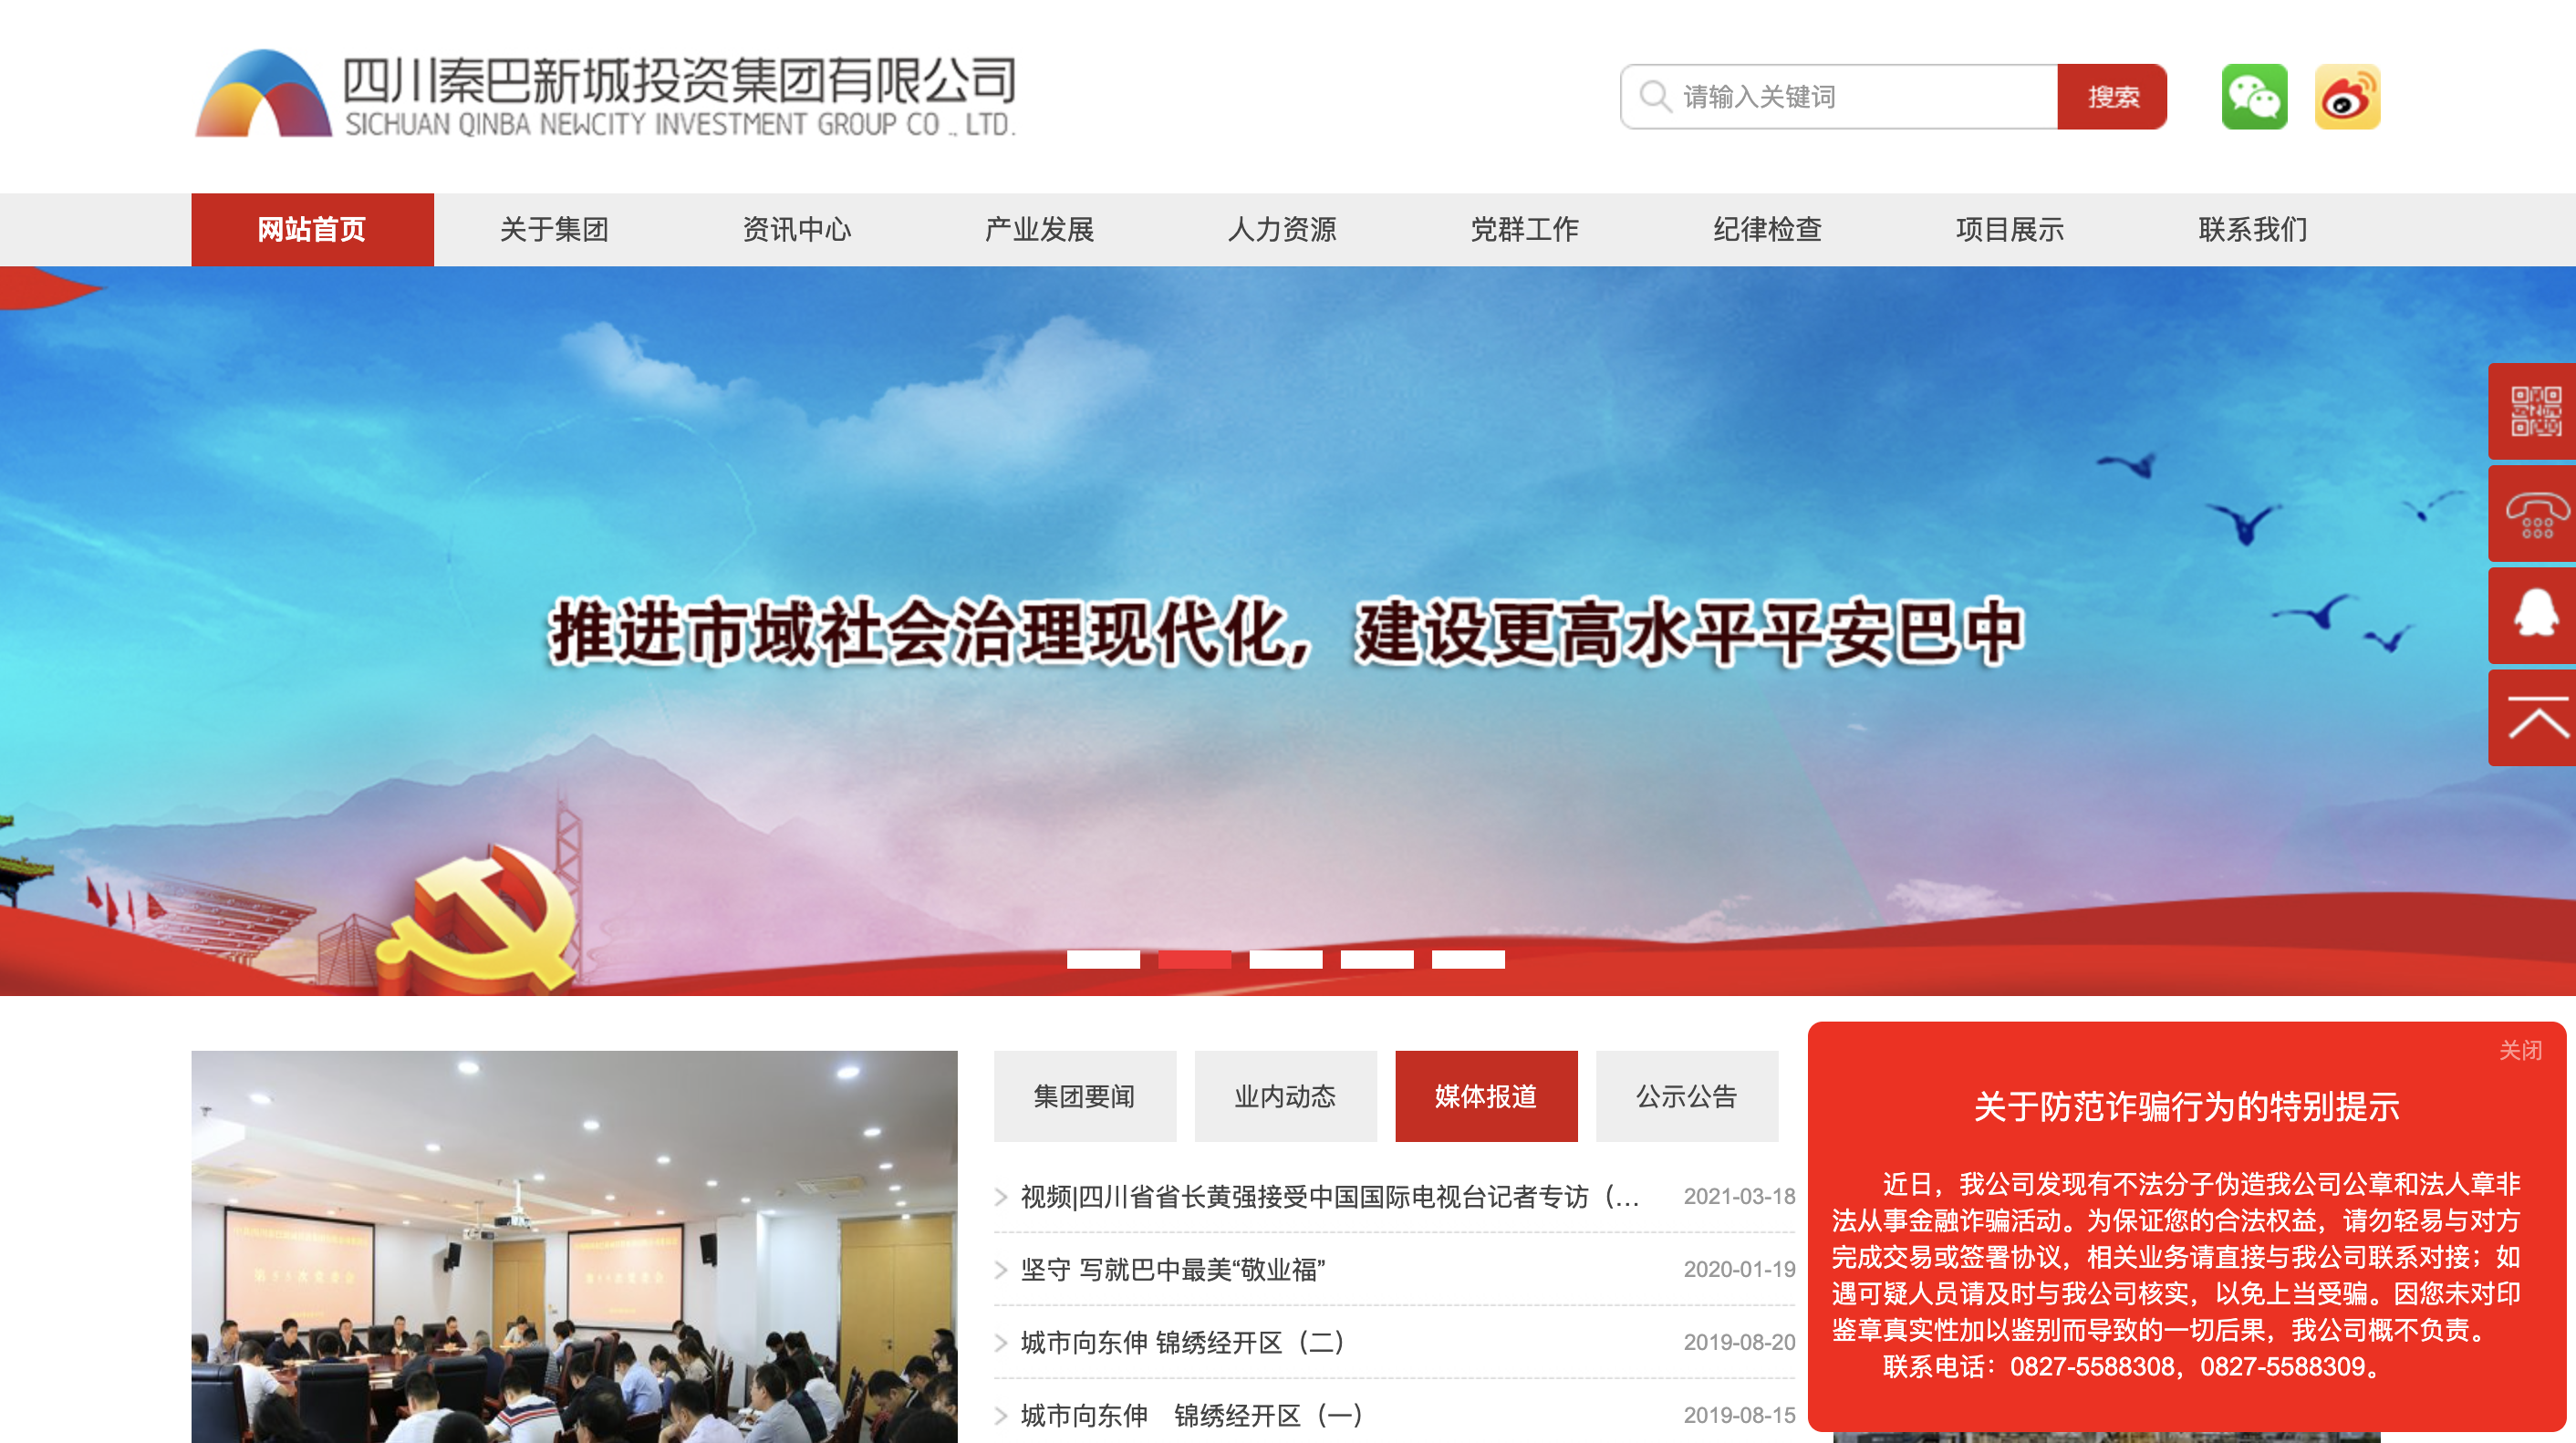 四川秦巴新城投资集团有限公司
SICHUAN QINBA NEWCITY INVESTMENT GROUP CO ., LTD.
请输入关键词
搜索
网站首页
关于集团
资讯中心
产业发展
人力资源
党群工作
纪律检查
项目展示
联系我们
推进市域社会治理现代化，建设更高水平平安巴中
集团要闻
业内动态
媒体报道
公示公告
视频|四川省省长黄强接受中国国际电视台记者专访（... 2021-03-18
坚守 写就巴中最美“敬业福” 2020-01-19
城市向东伸 锦绣经开区（二） 2019-08-20
城市向东伸　锦绣经开区（一） 2019-08-15
关闭
关于防范诈骗行为的特别提示
近日，我公司发现有不法分子伪造我公司公章和法人章非
法从事金融诈骗活动。为保证您的合法权益，请勿轻易与对方
完成交易或签署协议，相关业务请直接与我公司联系对接；如
遇可疑人员请及时与我公司核实，以免上当受骗。因您未对印
鉴章真实性加以鉴别而导致的一切后果，我公司概不负责。
联系电话：0827-5588308，0827-5588309。